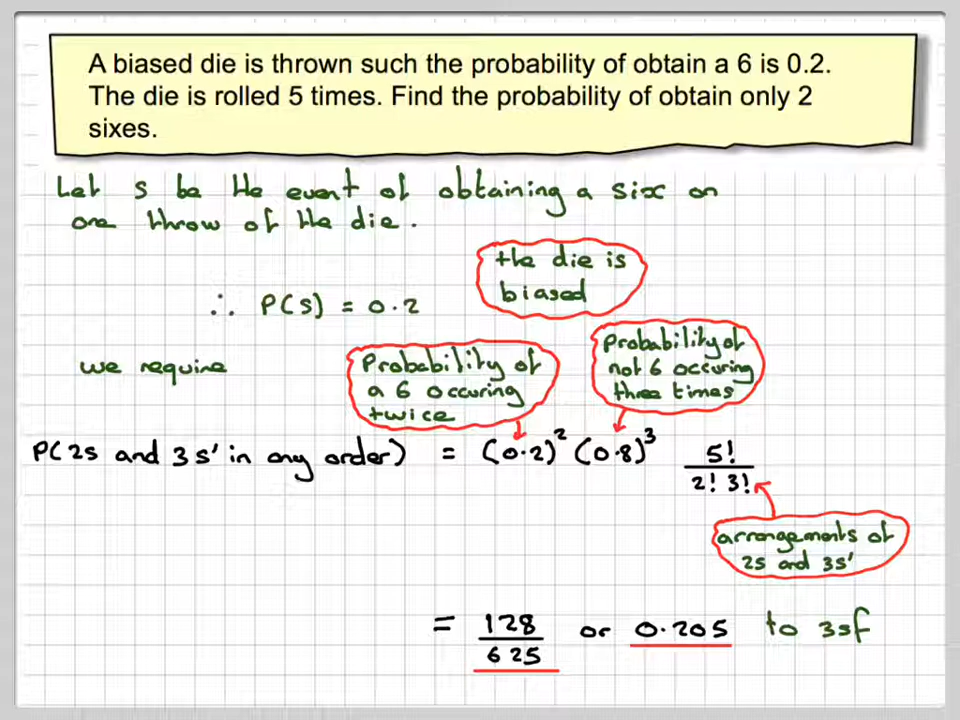 A biased die is thrown such the probability of obtain a 6 is 0.2.
The die is rolled 5 times. Find the probability of obtain only 2
sixes.
Let s be the event of obtaining a six on
one throw of the die.
the die is
biased
∴ P(s) = 0.2
Probability of
not 6 occuring
three times
we require
Probability of
a 6 occuring
twice
P(2s and 3s' in any order) = (0.2)² (0.8)³ 5!
2! 3!
arrangements of
2s and 3s'
= 128 or 0.205 to 3sf
625